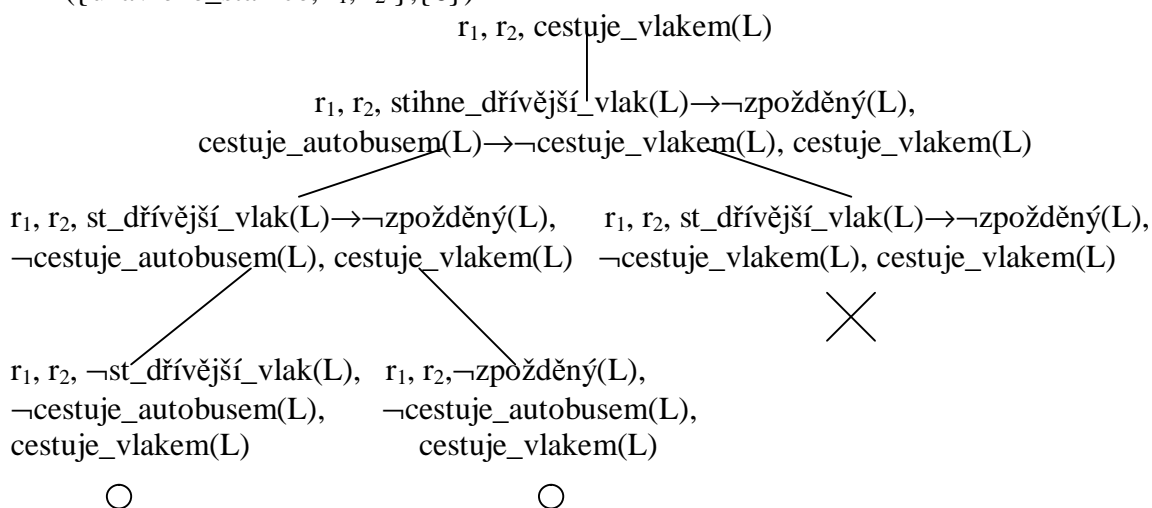 r₁, r₂, cestuje_vlakem(L)
r₁, r₂, stihne_dřívější_vlak(L)→¬zpožděný(L),
cestuje_autobusem(L)→¬cestuje_vlakem(L), cestuje_vlakem(L)
r₁, r₂, st_dřívější_vlak(L)→¬zpožděný(L),
¬cestuje_autobusem(L), cestuje_vlakem(L)
r₁, r₂, st_dřívější_vlak(L)→¬zpožděný(L),
¬cestuje_vlakem(L), cestuje_vlakem(L)
r₁, r₂, ¬st_dřívější_vlak(L),
¬cestuje_autobusem(L),
cestuje_vlakem(L)
r₁, r₂,¬zpožděný(L),
¬cestuje_autobusem(L),
cestuje_vlakem(L)